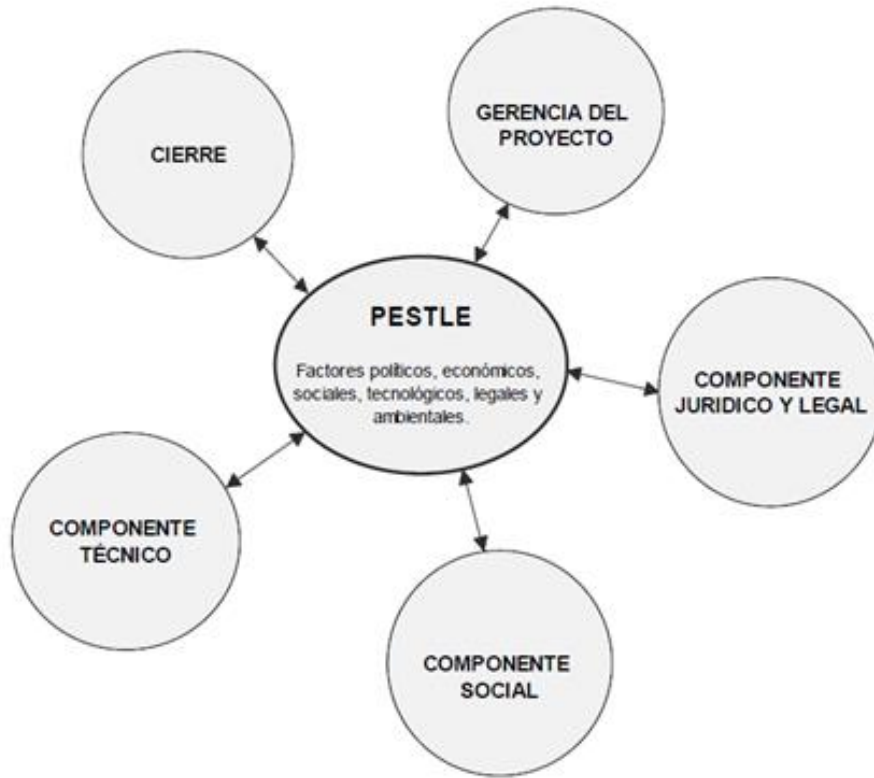 CIERRE
GERENCIA DEL
PROYECTO
PESTLE
Factores políticos, económicos,
sociales, tecnológicos, legales y
ambientales.
COMPONENTE
JURIDICO Y LEGAL
COMPONENTE
TÉCNICO
COMPONENTE
SOCIAL